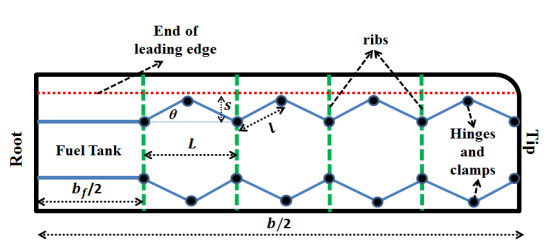 End of
leading edge
ribs
s
θ
l
L
Root
Fuel Tank
Hinges
and
clamps
Tip
b_f/2
b/2